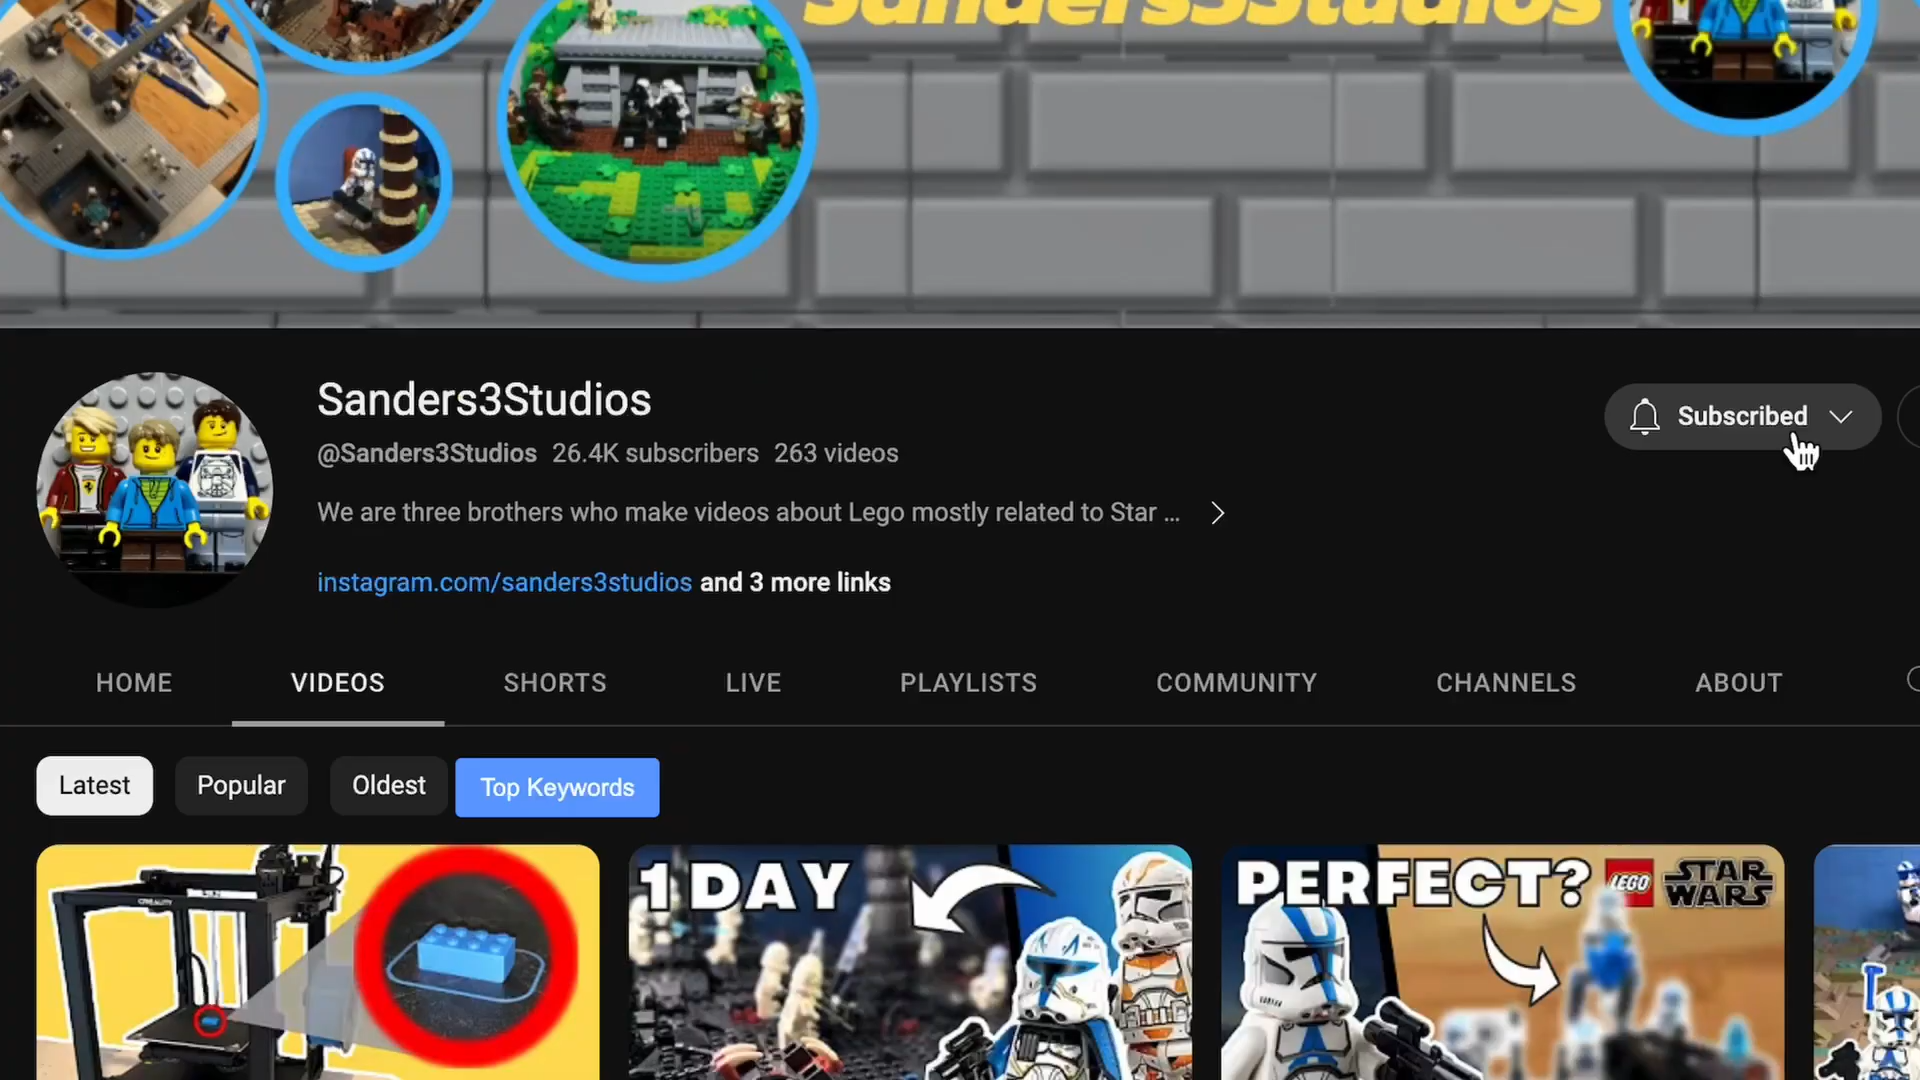 Sanders3Studios
Sanders3Studios
@Sanders3Studios 26.4K subscribers 263 videos
We are three brothers who make videos about Lego mostly related to Star ...
instagram.com/sanders3studios and 3 more links
Subscribed
HOME VIDEOS SHORTS LIVE PLAYLISTS COMMUNITY CHANNELS ABOUT
Latest Popular Oldest Top Keywords
CREALITY
1 DAY
PERFECT? LEGO STAR
WARS